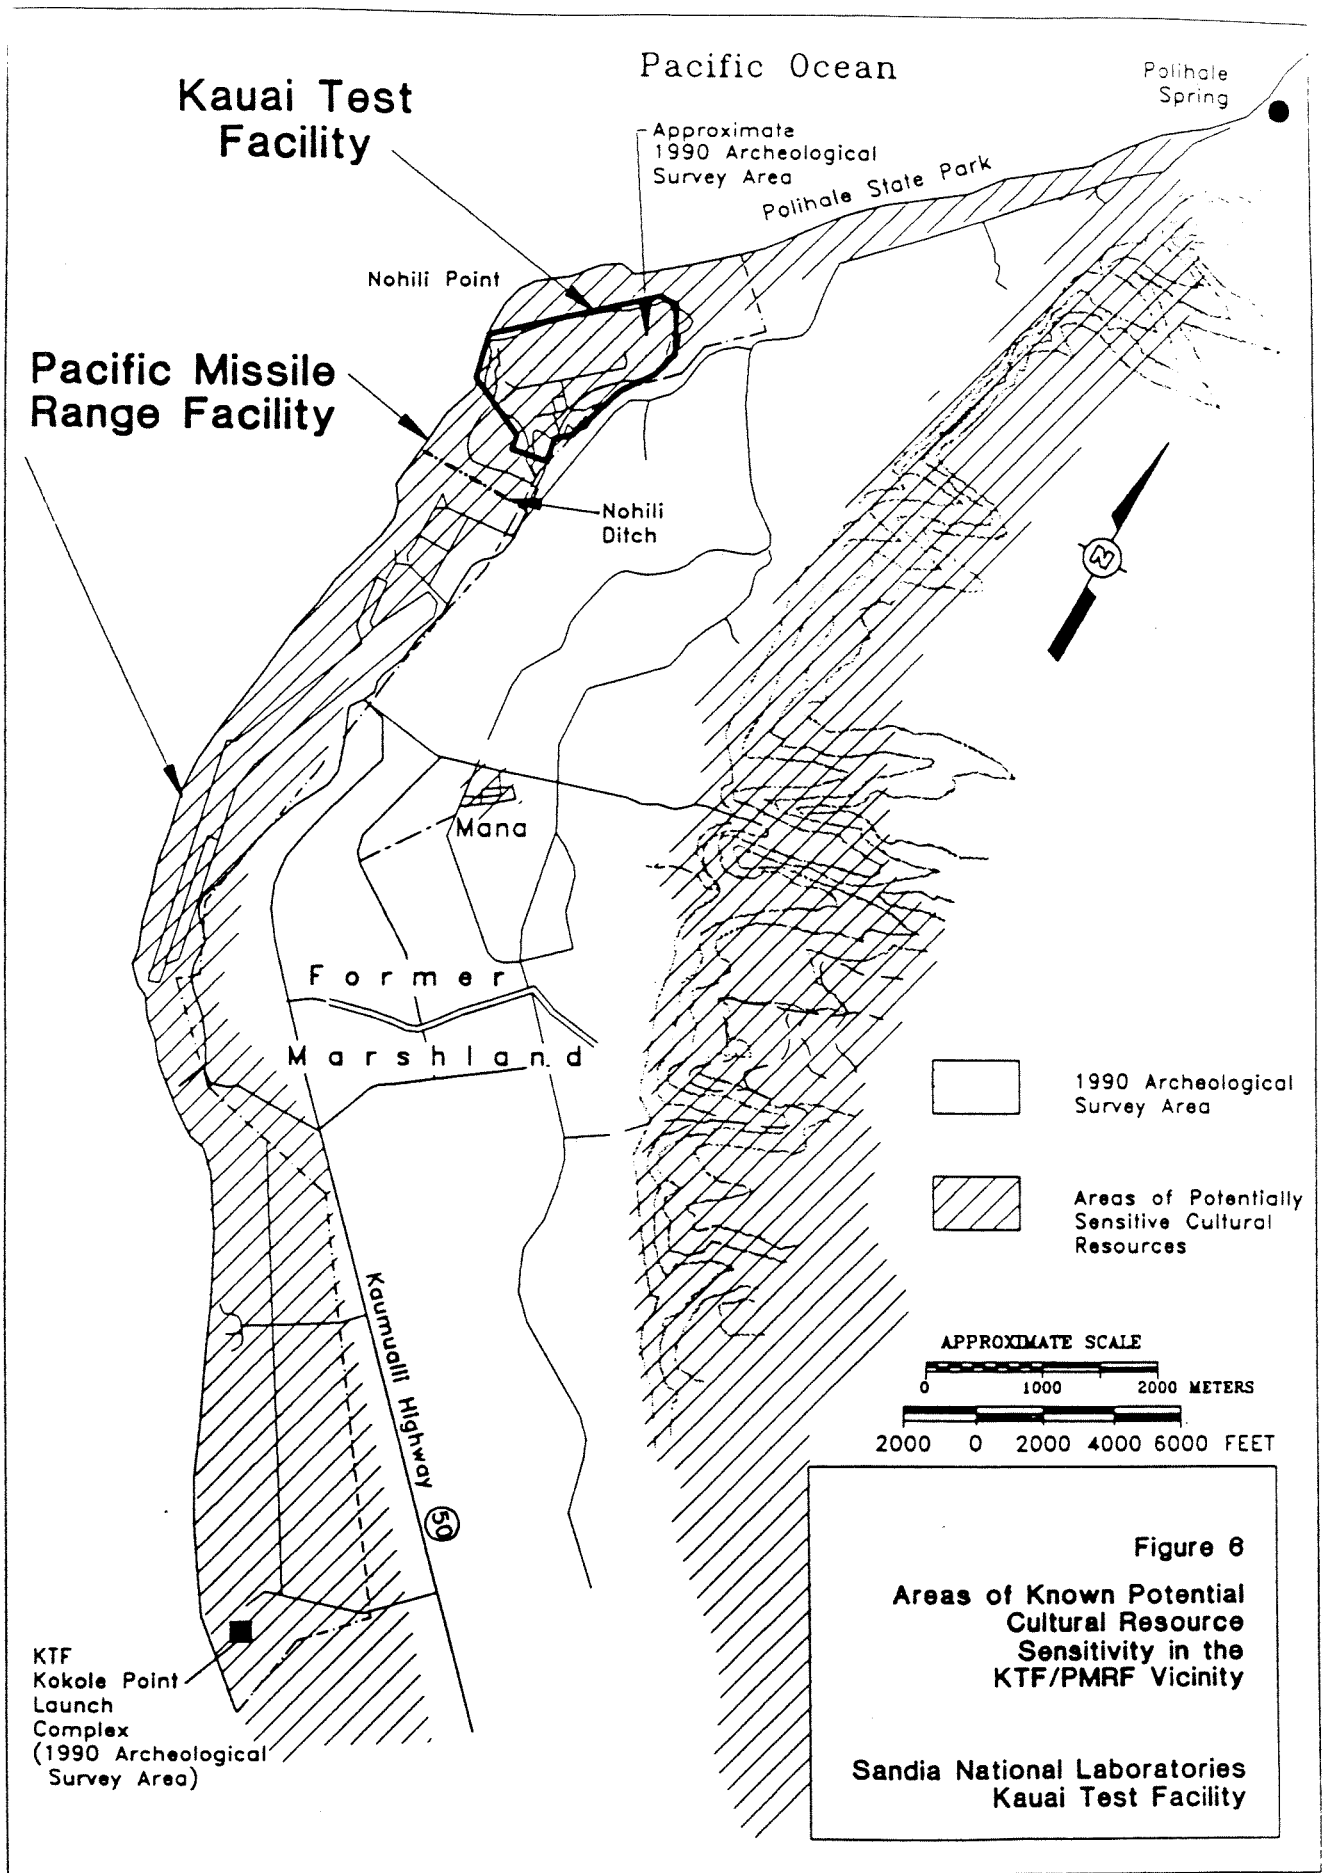 Pacific Ocean
Polihale
Spring
Kauai Test
Facility
Approximate
1990 Archeological
Survey Area
Polihale State Park
Nohili Point
Pacific Missile
Range Facility
Nohili
Ditch
N
Mana
Former
Marshland
1990 Archeological
Survey Area
Areas of Potentially
Sensitive Cultural
Resources
Kaumualii Highway
50
APPROXIMATE SCALE
0 1000 2000 METERS
2000 0 2000 4000 6000 FEET
KTF
Kokole Point
Launch
Complex
(1990 Archeological
Survey Area)
Figure 6
Areas of Known Potential
Cultural Resource
Sensitivity in the
KTF/PMRF Vicinity
Sandia National Laboratories
Kauai Test Facility